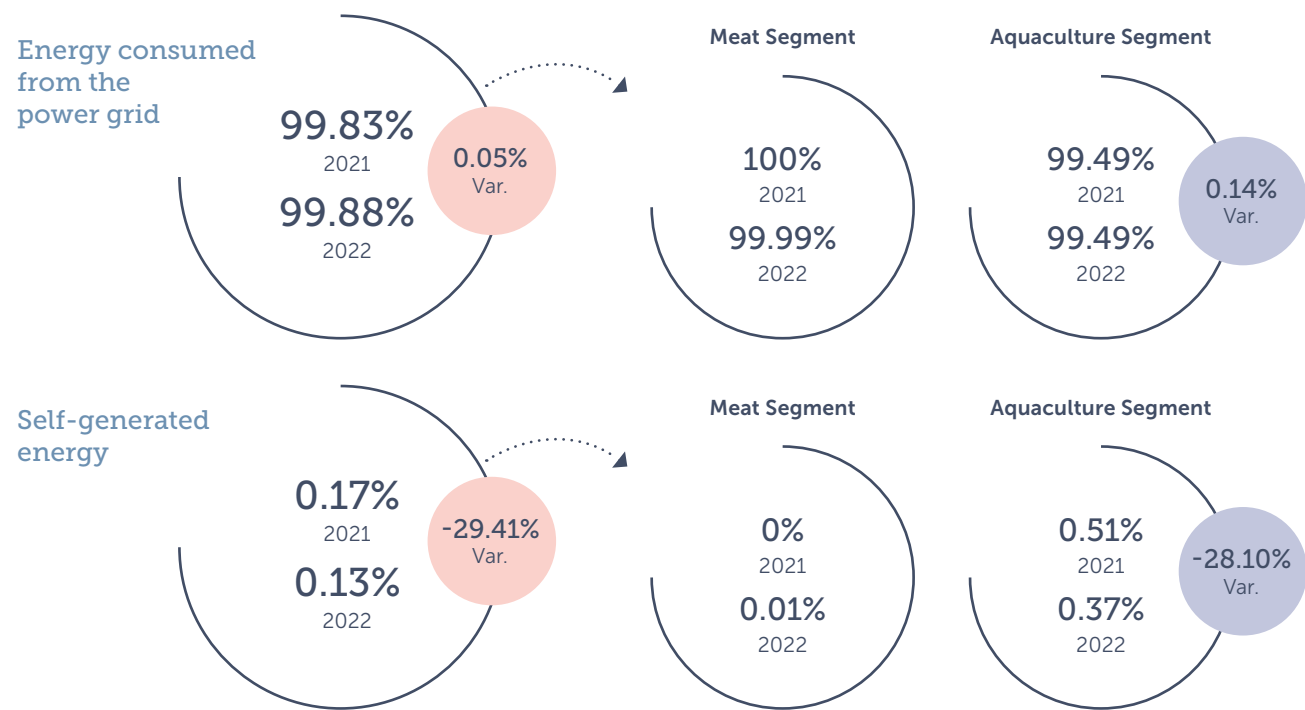 Energy consumed
from the
power grid
99.83%
2021
99.88%
2022
0.05%
Var.
Meat Segment
100%
2021
99.99%
2022
Aquaculture Segment
99.49%
2021
99.49%
2022
0.14%
Var.
Self-generated
energy
0.17%
2021
0.13%
2022
-29.41%
Var.
Meat Segment
0%
2021
0.01%
2022
Aquaculture Segment
0.51%
2021
0.37%
2022
-28.10%
Var.